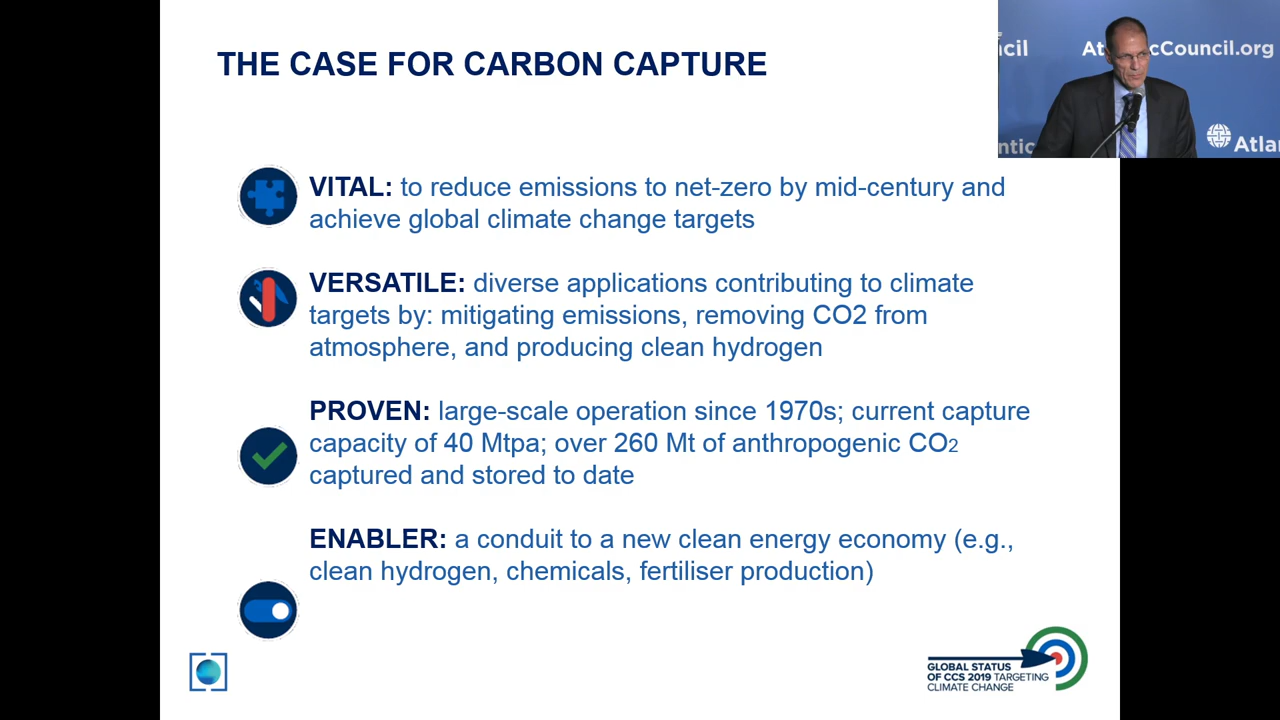 THE CASE FOR CARBON CAPTURE
cil
AtlanticCouncil.org
ntic
Atla
VITAL: to reduce emissions to net-zero by mid-century and
achieve global climate change targets
VERSATILE: diverse applications contributing to climate
targets by: mitigating emissions, removing CO2 from
atmosphere, and producing clean hydrogen
PROVEN: large-scale operation since 1970s; current capture
capacity of 40 Mtpa; over 260 Mt of anthropogenic CO2
captured and stored to date
ENABLER: a conduit to a new clean energy economy (e.g.,
clean hydrogen, chemicals, fertiliser production)
GLOBAL STATUS
OF CCS 2019 TARGETING
CLIMATE CHANGE